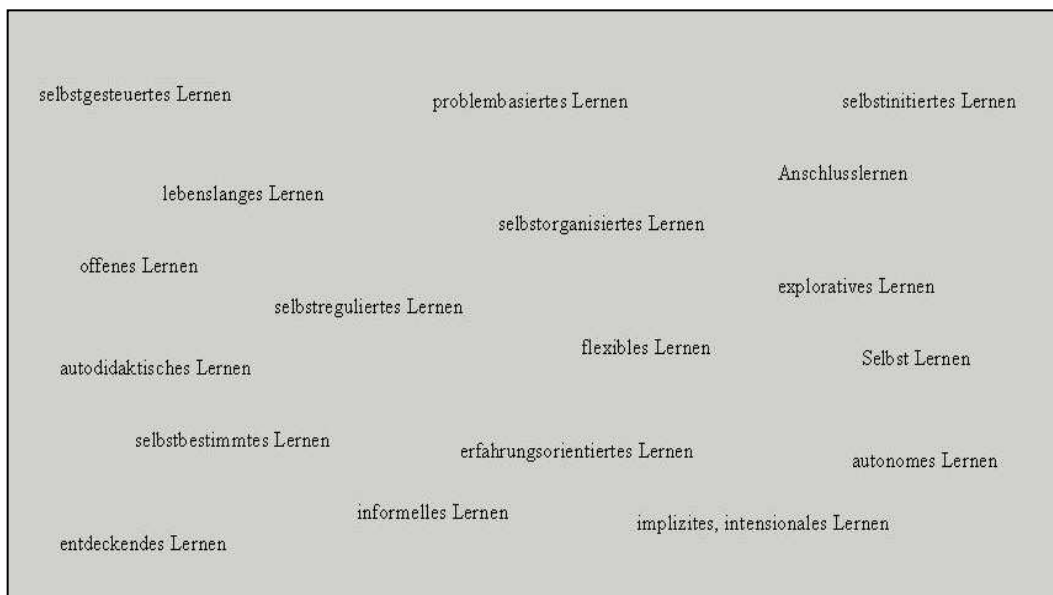 selbstgesteuertes Lernen
problembasiertes Lernen
selbstinitiertes Lernen
Anschlusslernen
lebenslanges Lernen
selbstorganisiertes Lernen
offenes Lernen
exploratives Lernen
selbstreguliertes Lernen
flexibles Lernen
Selbst Lernen
autodidaktisches Lernen
selbstbestimmtes Lernen
erfahrungsorientiertes Lernen
autonomes Lernen
informelles Lernen
implizites, intensionales Lernen
entdeckendes Lernen